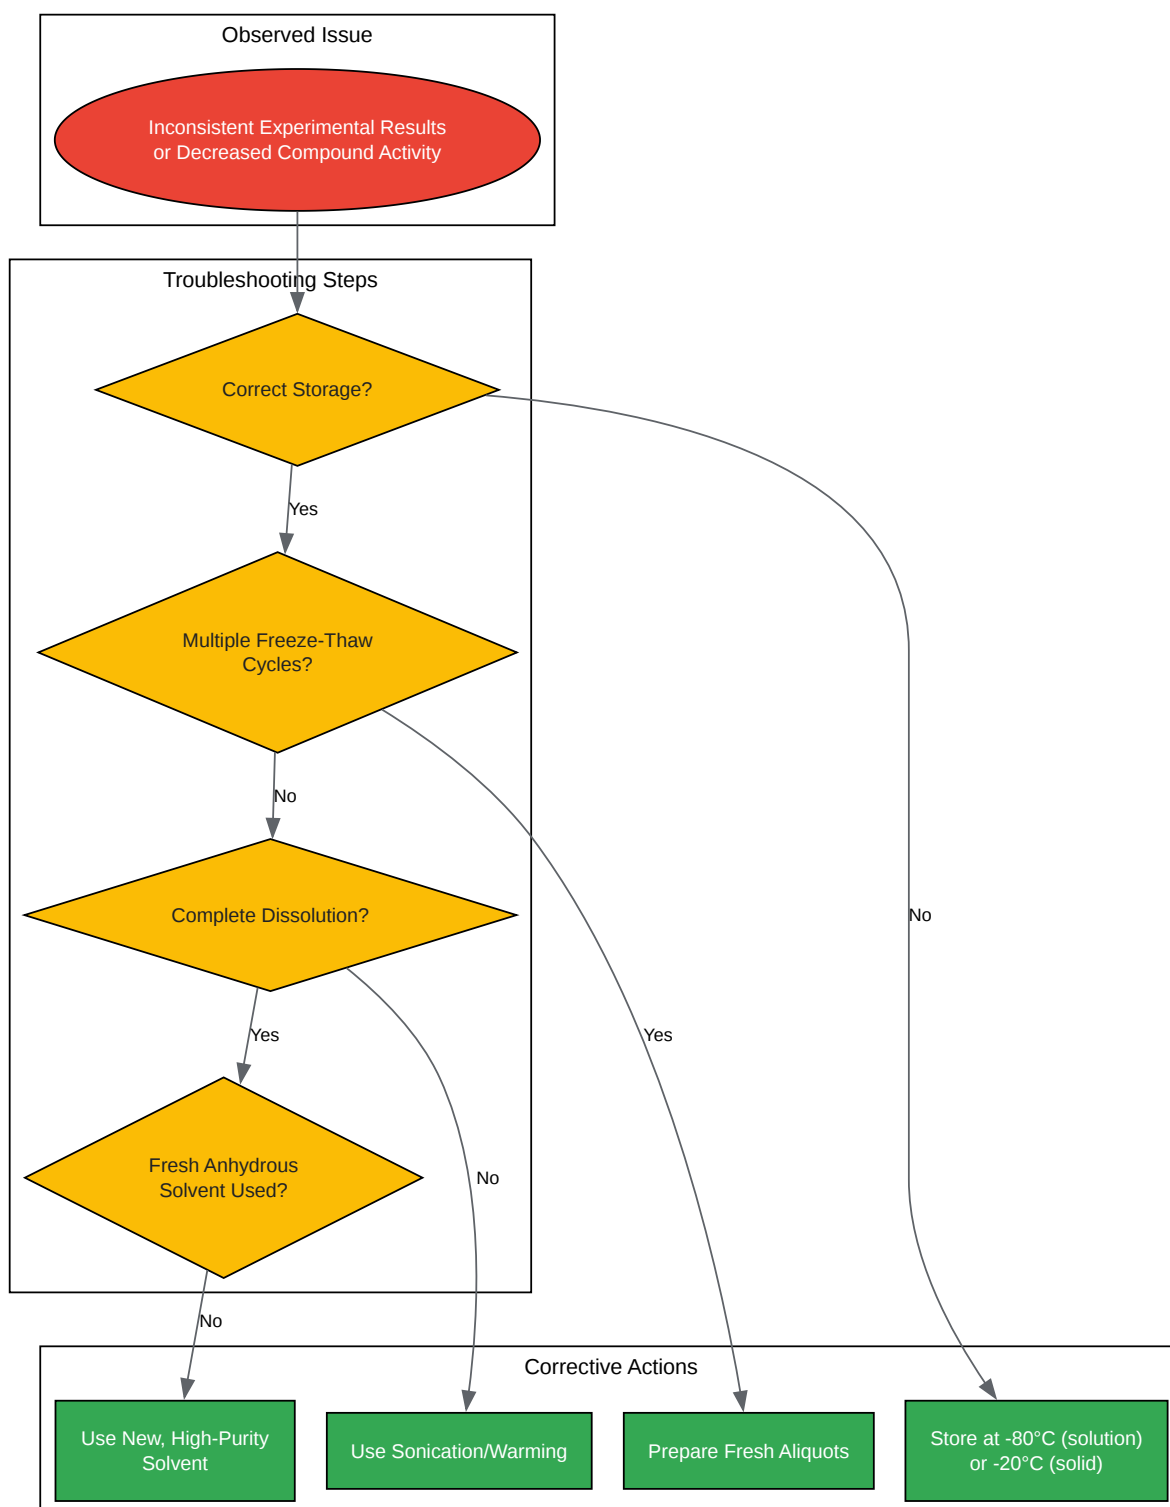 Observed Issue
Inconsistent Experimental Results
or Decreased Compound Activity
Troubleshooting Steps
Correct Storage?
Yes
Multiple Freeze-Thaw
Cycles?
No
Complete Dissolution?
No
Yes
Yes
Fresh Anhydrous
Solvent Used?
No
No
Corrective Actions
Use New, High-Purity
Solvent
Use Sonication/Warming
Prepare Fresh Aliquots
Store at -80°C (solution)
or -20°C (solid)